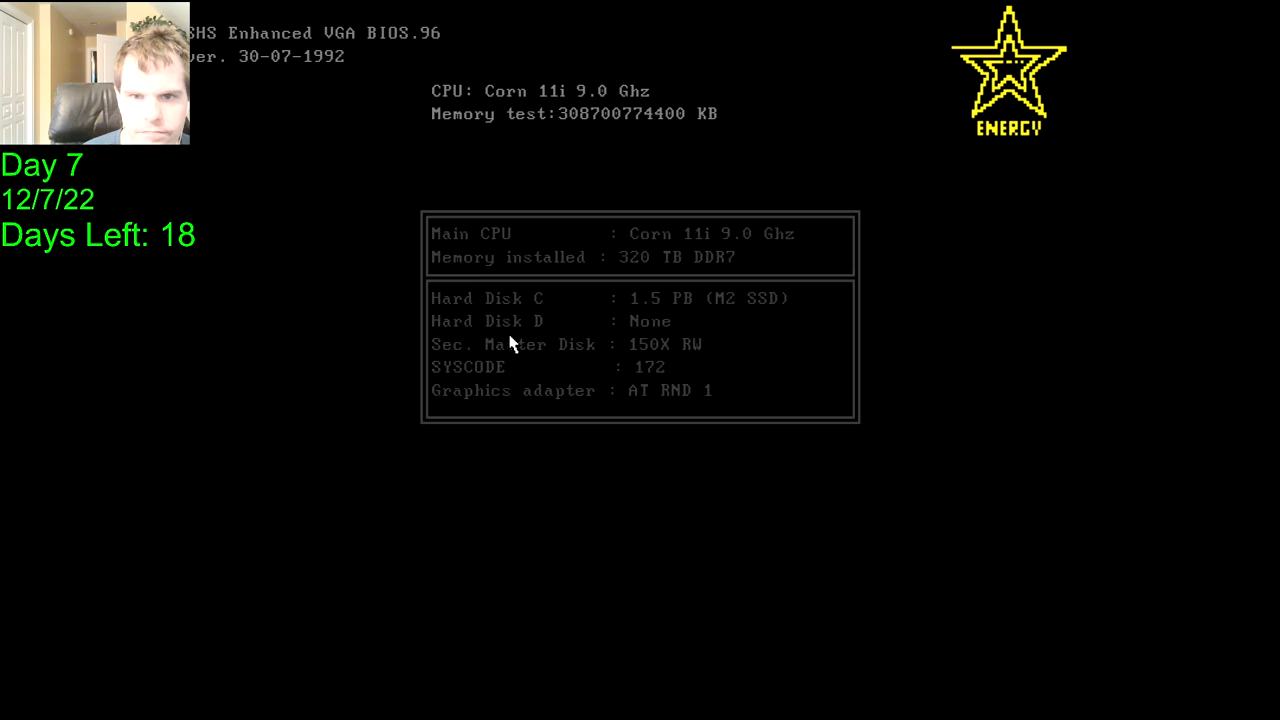 SHS Enhanced VGA BIOS.96
ver. 30-07-1992
ENERGY
CPU: Corn 11i 9.0 Ghz
Memory test:308700774400 KB
Day 7
12/7/22
Days Left: 18
Main CPU : Corn 11i 9.0 Ghz
Memory installed : 320 TB DDR7
Hard Disk C : 1.5 PB (M2 SSD)
Hard Disk D : None
Sec. Master Disk : 150X RW
SYSCODE : 172
Graphics adapter : AT RND 1